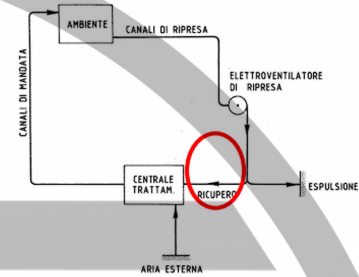 AMBIENTE
CANALI DI RIPRESA
CANALI DI MANDATA
ELETTROVENTILATORE
DI RIPRESA
CENTRALE
TRATTAM.
RICUPERO
ESPULSIONE
ARIA ESTERNA